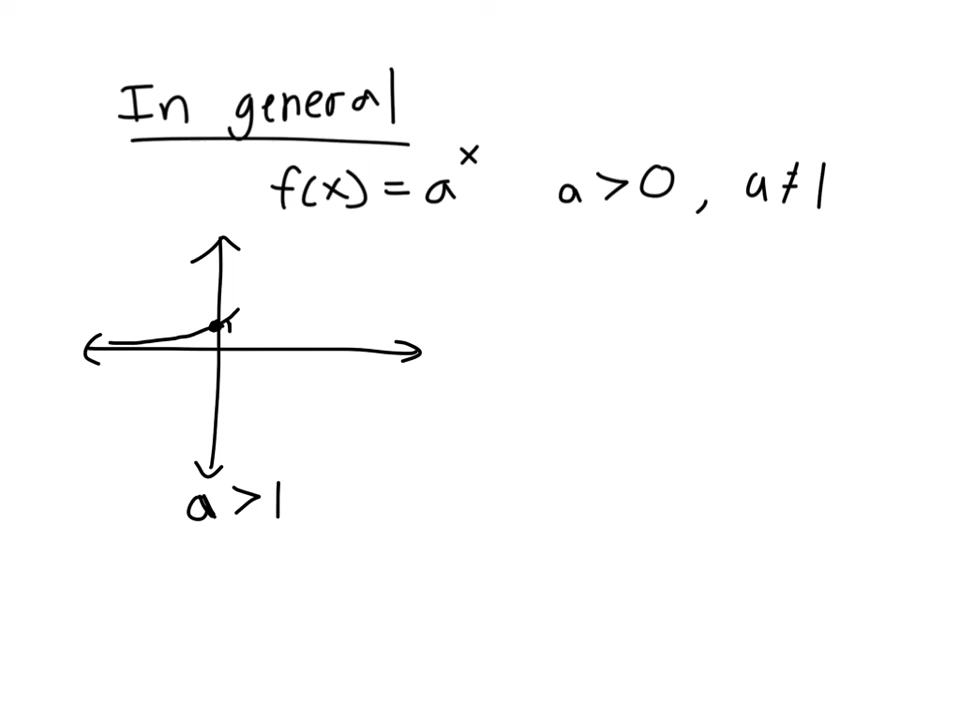 In general
f(x) = a^x    a > 0 , a ≠ 1
a > 1